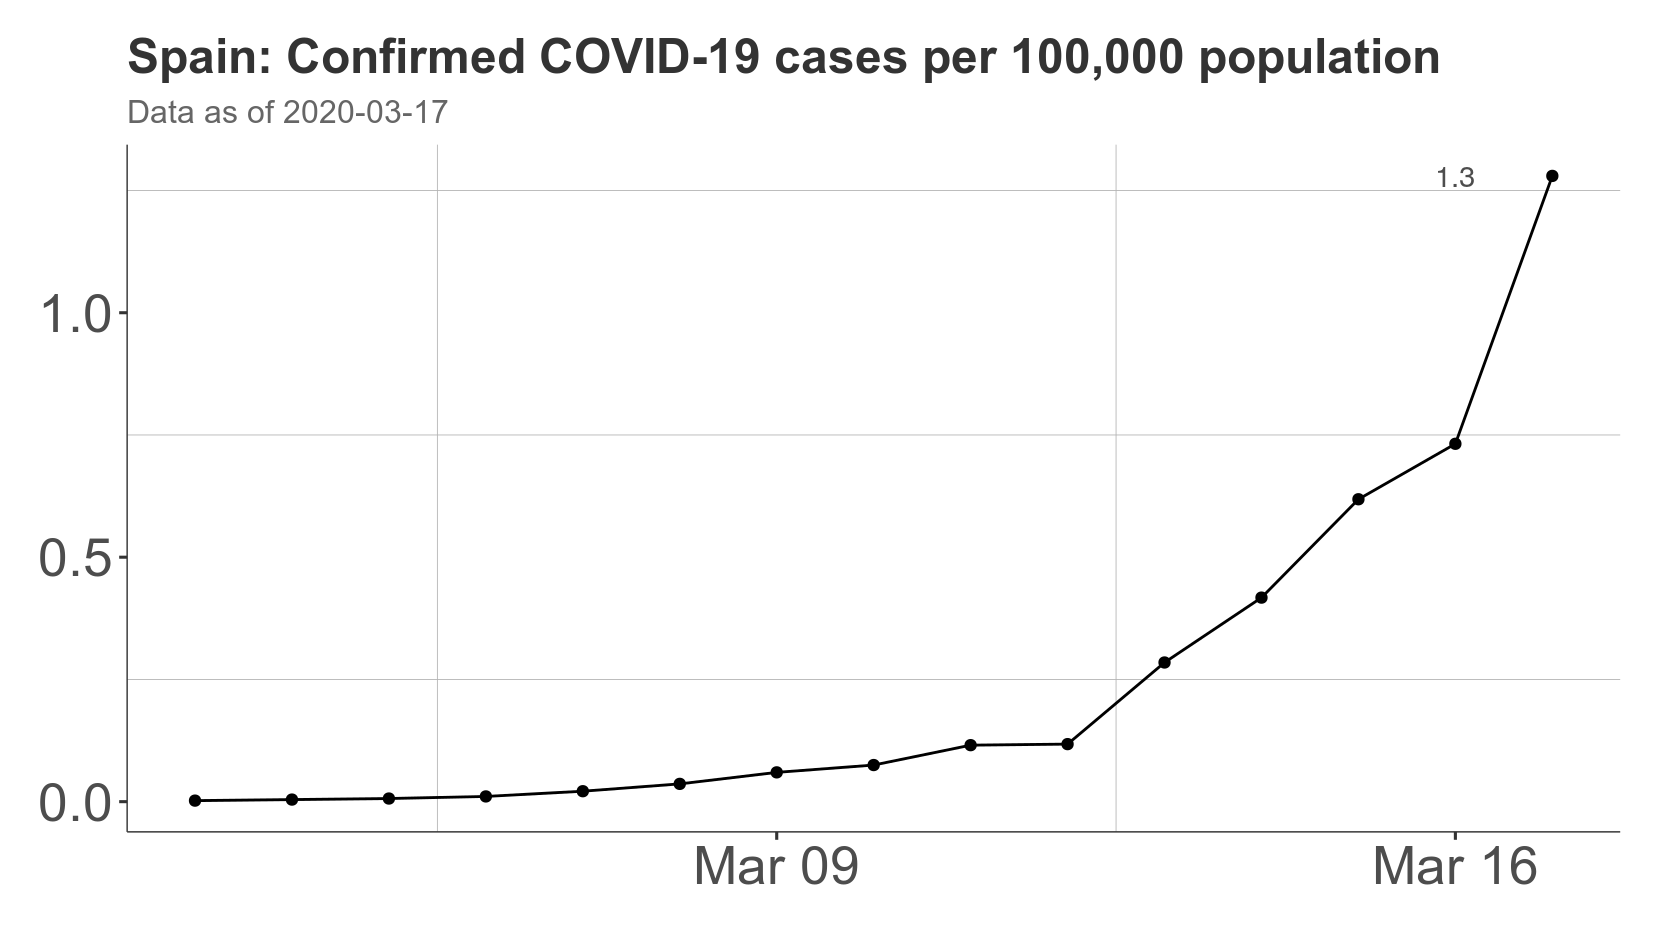 Spain: Confirmed COVID-19 cases per 100,000 population
Data as of 2020-03-17
1.3
1.0
0.5
0.0
Mar 09
Mar 16